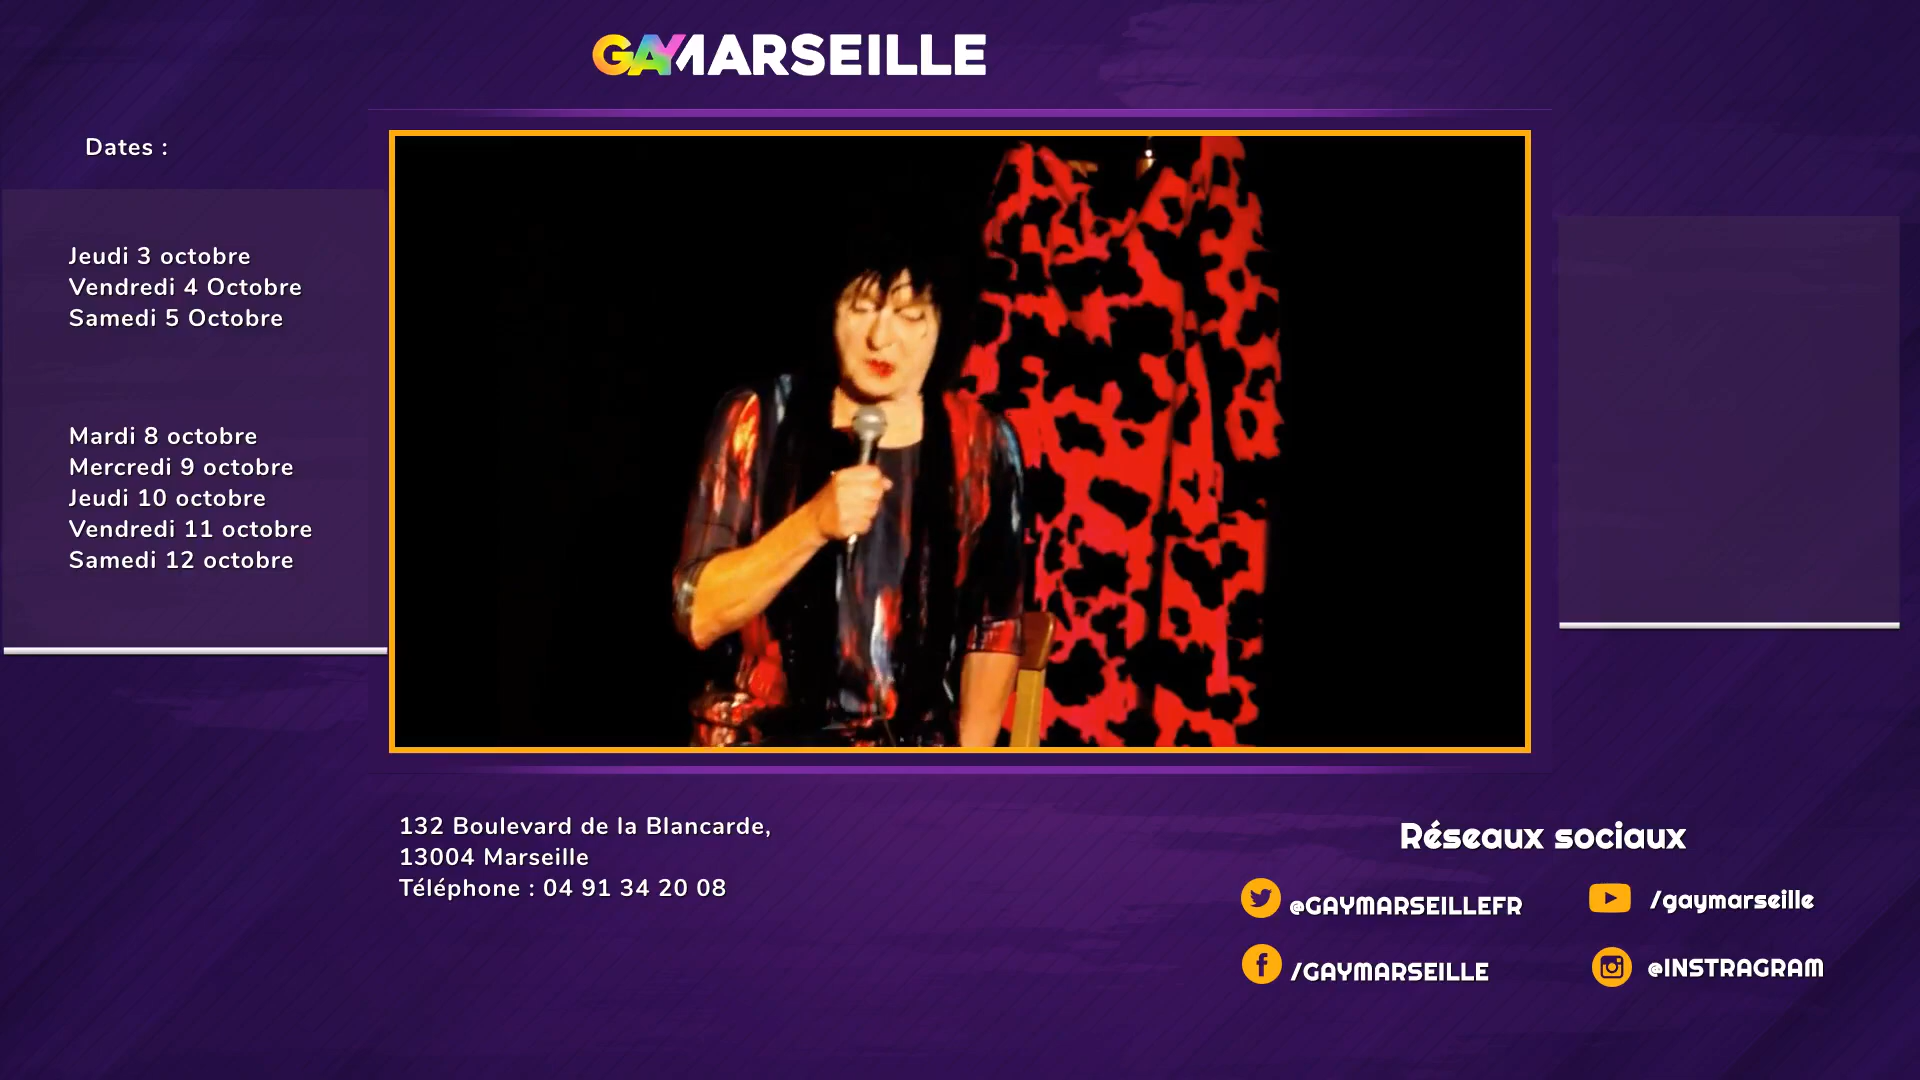 GAYMARSEILLE
Dates :
Jeudi 3 octobre
Vendredi 4 Octobre
Samedi 5 Octobre
Mardi 8 octobre
Mercredi 9 octobre
Jeudi 10 octobre
Vendredi 11 octobre
Samedi 12 octobre
132 Boulevard de la Blancarde,
13004 Marseille
Téléphone : 04 91 34 20 08
Réseaux sociaux
@GAYMARSEILLEFR
/gaymarseille
/GAYMARSEILLE
@INSTRAGRAM